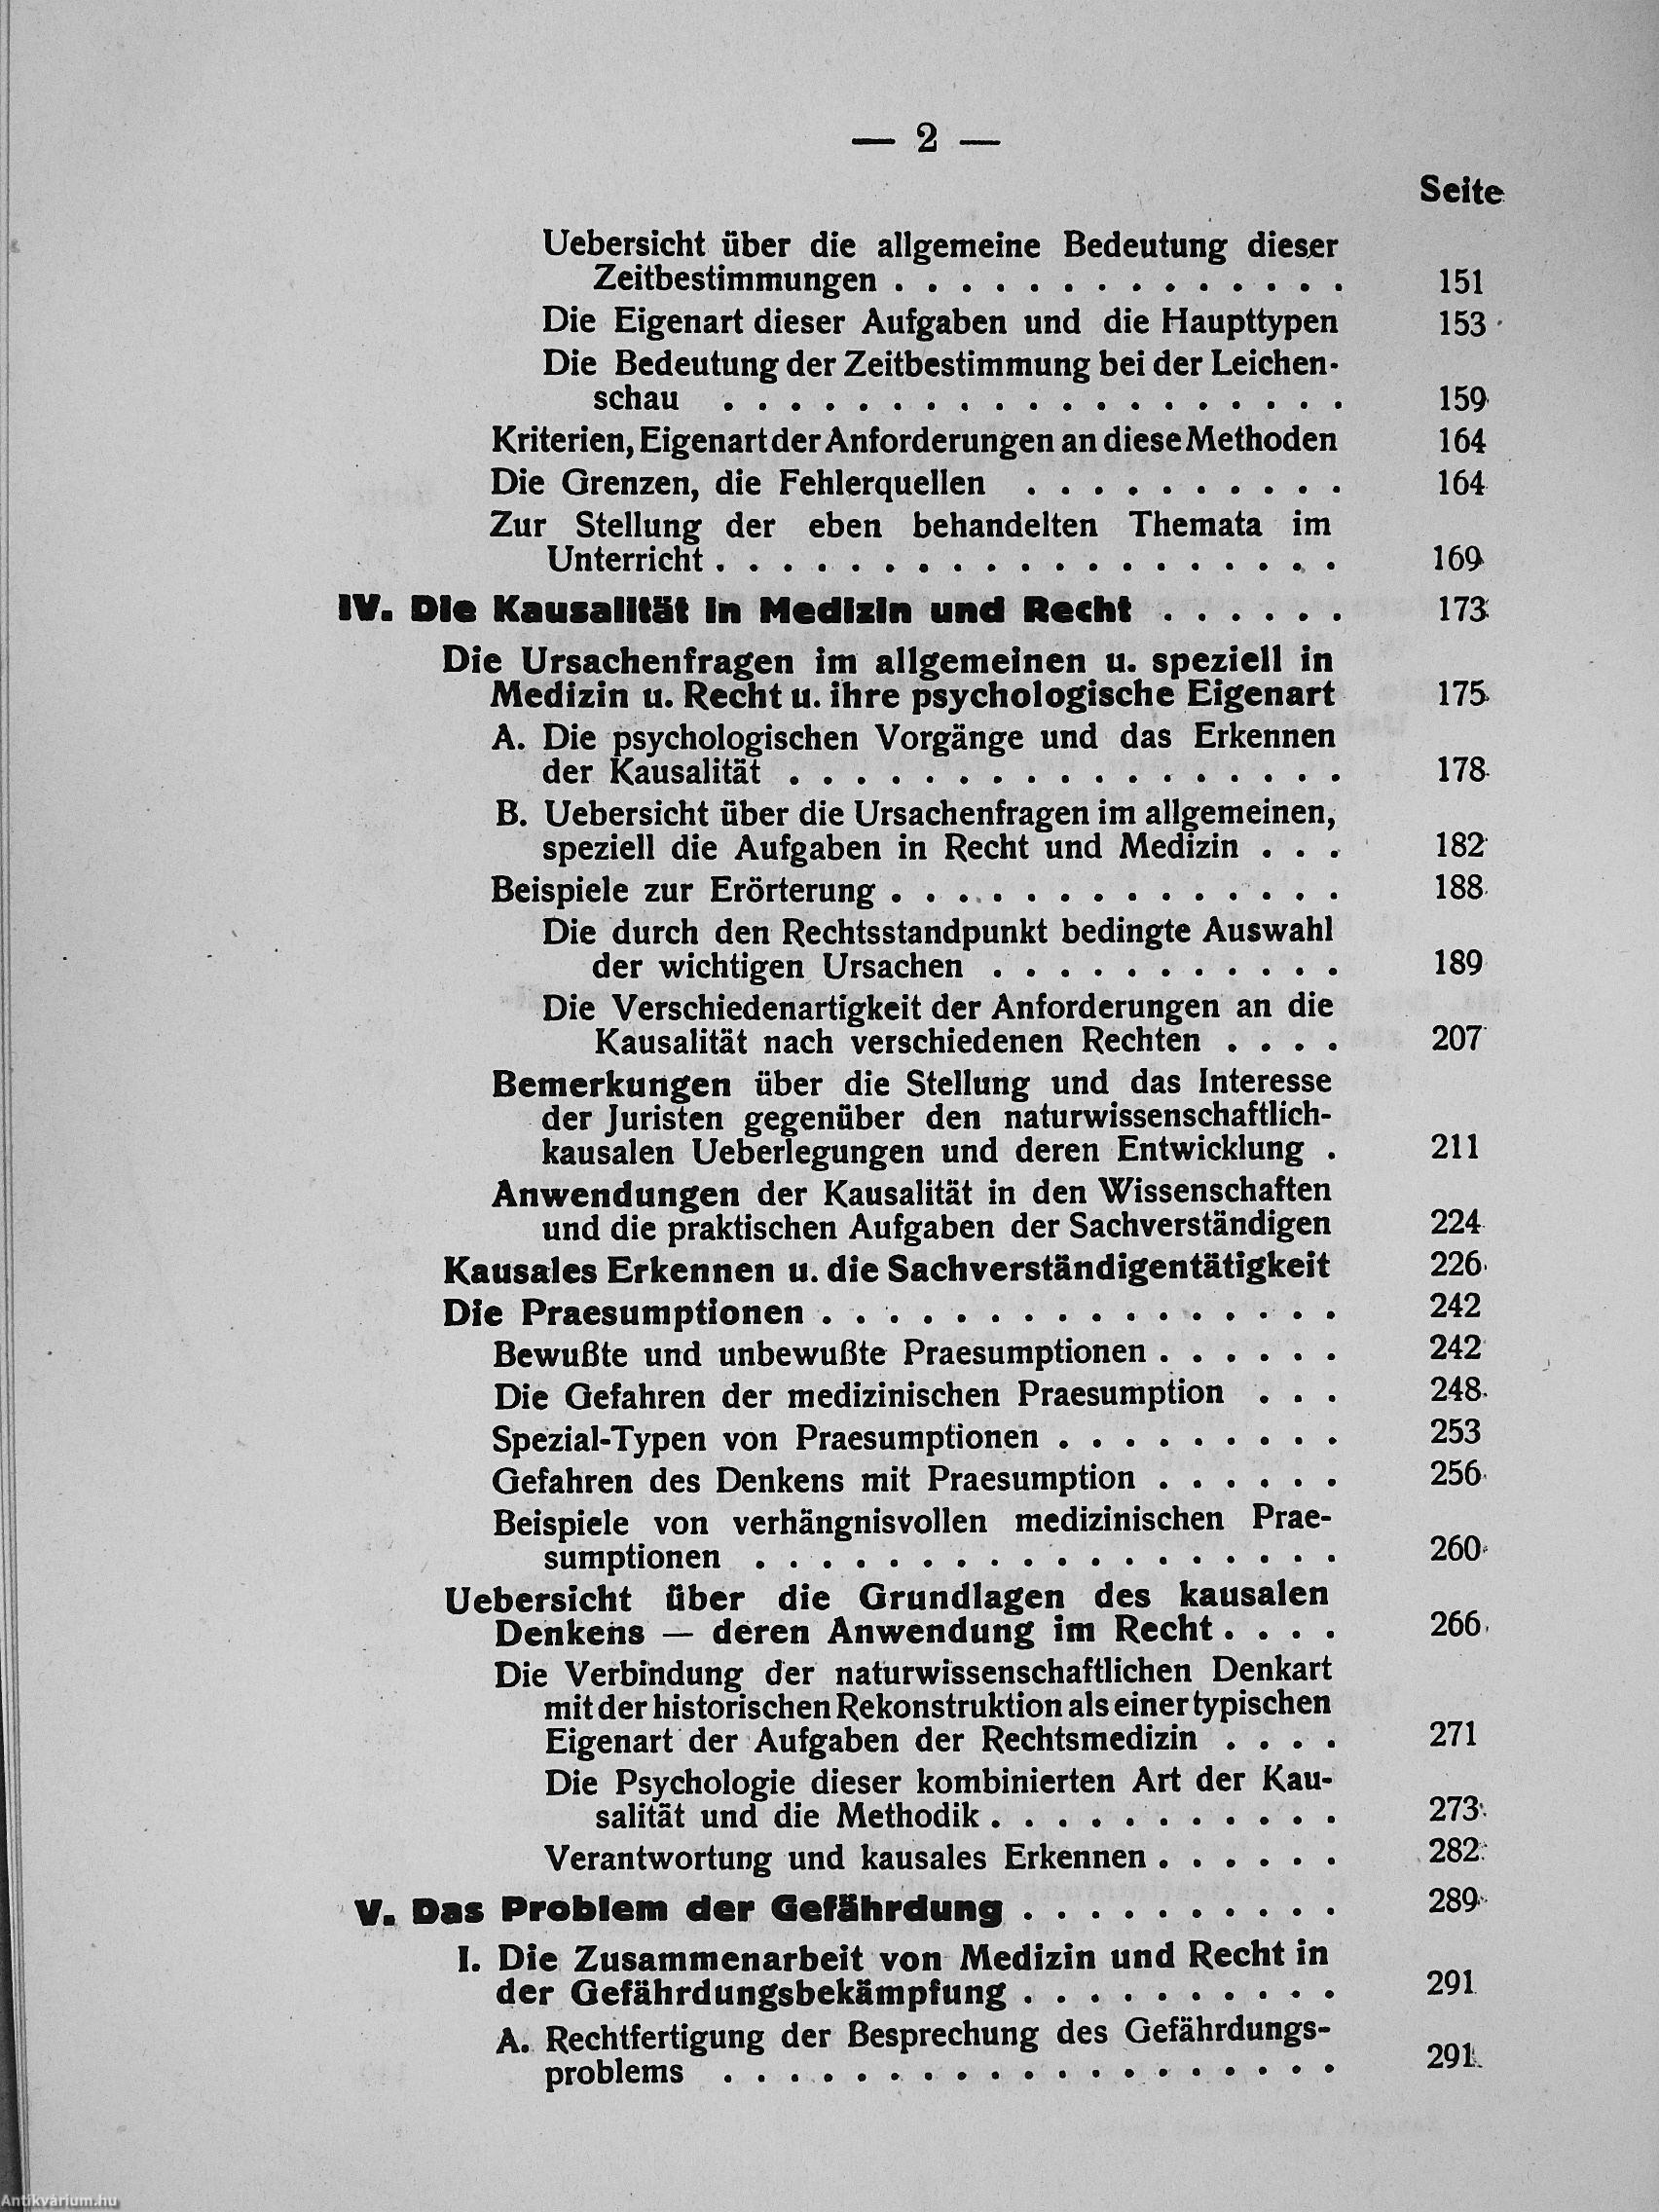 — 2 —
Seite
Uebersicht über die allgemeine Bedeutung dieser
Zeitbestimmungen . . . . . . . . . . . . . . 151
Die Eigenart dieser Aufgaben und die Haupttypen 153
Die Bedeutung der Zeitbestimmung bei der Leichen-
schau . . . . . . . . . . . . . . . . . . . 159
Kriterien, Eigenart der Anforderungen an diese Methoden 164
Die Grenzen, die Fehlerquellen . . . . . . . . . . 164
Zur Stellung der eben behandelten Themata im
Unterricht . . . . . . . . . . . . . . . . . . . 169
IV. Die Kausalität in Medizin und Recht . . . . . . 173
Die Ursachenfragen im allgemeinen u. speziell in
Medizin u. Recht u. ihre psychologische Eigenart 175
A. Die psychologischen Vorgänge und das Erkennen
der Kausalität . . . . . . . . . . . . . . . . . 178
B. Uebersicht über die Ursachenfragen im allgemeinen,
speziell die Aufgaben in Recht und Medizin . . . 182
Beispiele zur Erörterung . . . . . . . . . . . . . . 188
Die durch den Rechtsstandpunkt bedingte Auswahl
der wichtigen Ursachen . . . . . . . . . . . 189
Die Verschiedenartigkeit der Anforderungen an die
Kausalität nach verschiedenen Rechten . . . . 207
Bemerkungen über die Stellung und das Interesse
der Juristen gegenüber den naturwissenschaftlich-
kausalen Ueberlegungen und deren Entwicklung . 211
Anwendungen der Kausalität in den Wissenschaften
und die praktischen Aufgaben der Sachverständigen 224
Kausales Erkennen u. die Sachverständigentätigkeit 226
Die Praesumptionen . . . . . . . . . . . . . . . . 242
Bewußte und unbewußte Praesumptionen . . . . . . 242
Die Gefahren der medizinischen Praesumption . . . 248
Spezial-Typen von Praesumptionen . . . . . . . . . 253
Gefahren des Denkens mit Praesumption . . . . . . 256
Beispiele von verhängnisvollen medizinischen Prae-
sumptionen . . . . . . . . . . . . . . . . . . 260
Uebersicht über die Grundlagen des kausalen
Denkens — deren Anwendung im Recht . . . . 266
Die Verbindung der naturwissenschaftlichen Denkart
mit der historischen Rekonstruktion als einer typischen
Eigenart der Aufgaben der Rechtsmedizin . . . . 271
Die Psychologie dieser kombinierten Art der Kau-
salität und die Methodik . . . . . . . . . . . 273
Verantwortung und kausales Erkennen . . . . . . 282
V. Das Problem der Gefährdung . . . . . . . . . . 289
I. Die Zusammenarbeit von Medizin und Recht in
der Gefährdungsbekämpfung . . . . . . . . . . 291
A. Rechtfertigung der Besprechung des Gefährdungs-
problems . . . . . . . . . . . . . . . . . . . 291
Antikvárium.hu